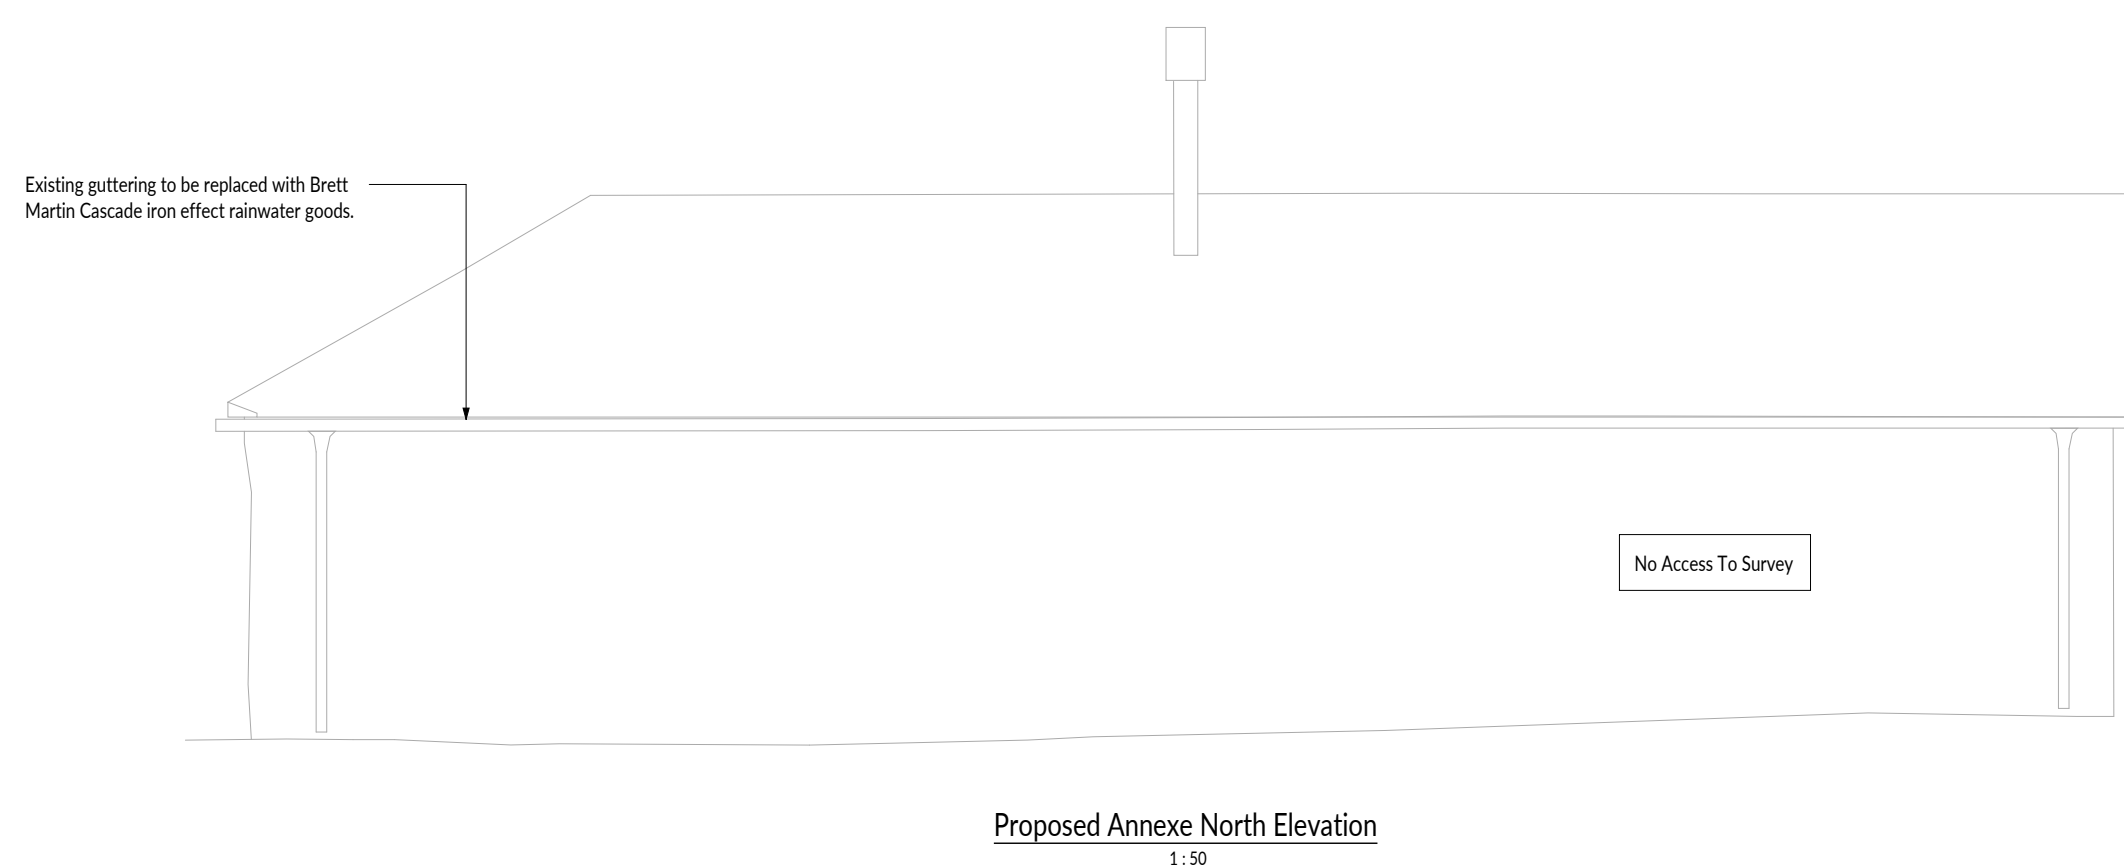 Existing guttering to be replaced with Brett
Martin Cascade iron effect rainwater goods.
No Access To Survey
Proposed Annexe North Elevation
1 : 50